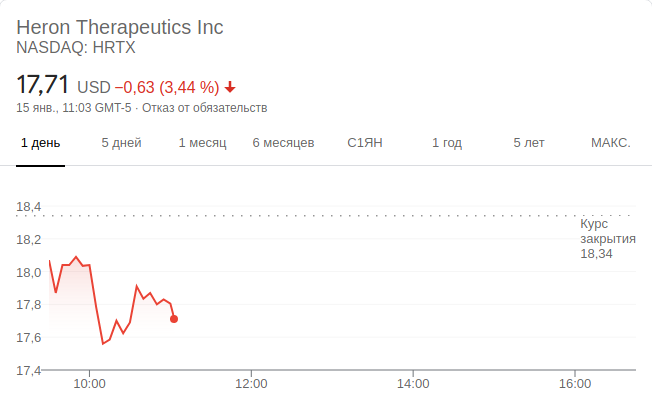 Heron Therapeutics Inc
NASDAQ: HRTX
17,71 USD −0,63 (3,44 %)
15 янв., 11:03 GMT-5 · Отказ от обязательств
1 день 5 дней 1 месяц 6 месяцев С1ЯН 1 год 5 лет МАКС.
18,4
Курс
закрытия
18,34
18,2
18,0
17,8
17,6
17,4
10:00 12:00 14:00 16:00